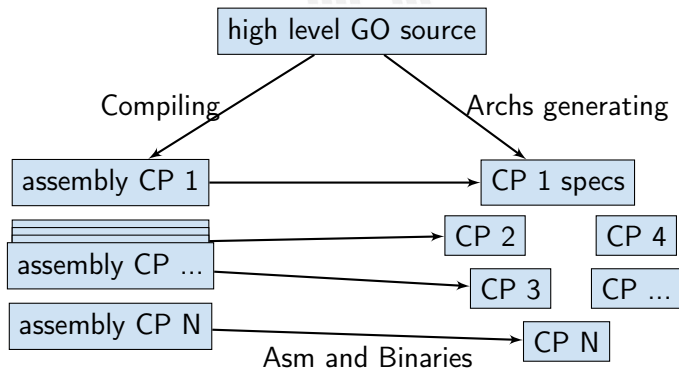 high level GO source
Compiling
Archs generating
assembly CP 1
CP 1 specs
CP 2
CP 4
assembly CP ...
CP 3
CP ...
assembly CP N
CP N
Asm and Binaries